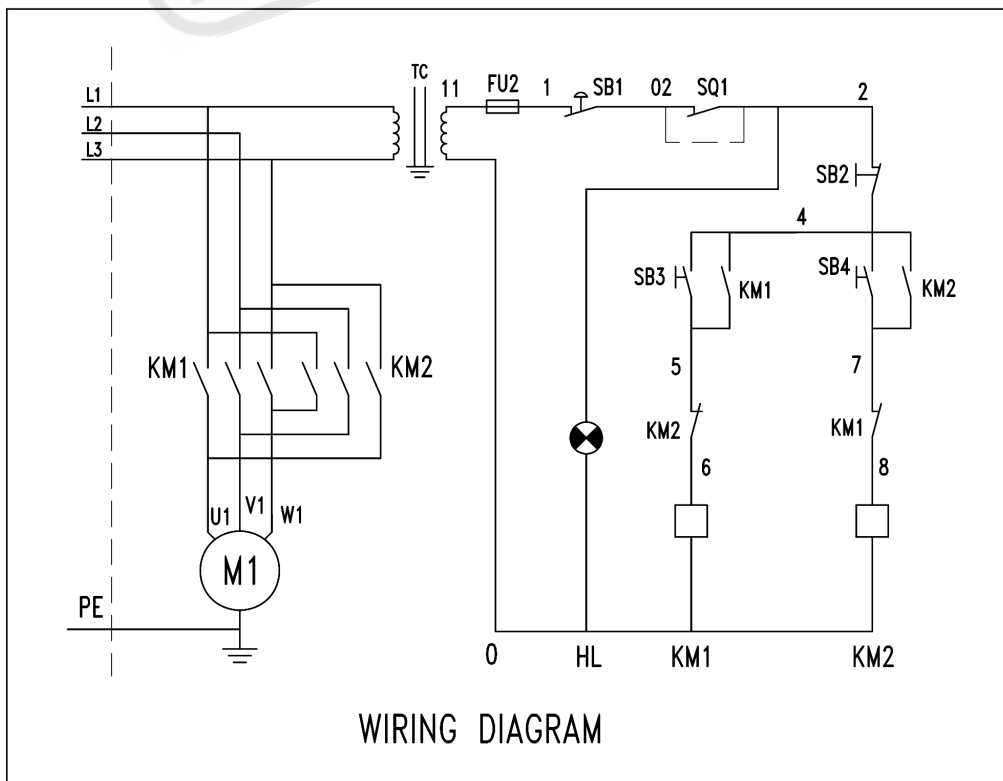 L1
L2
L3
TC
11
FU2
1
SB1
02
SQ1
2
SB2
4
SB3
KM1
SB4
KM2
KM1
KM2
5
7
KM2
KM1
6
8
U1
V1
W1
M1
PE
0
HL
KM1
KM2
WIRING DIAGRAM